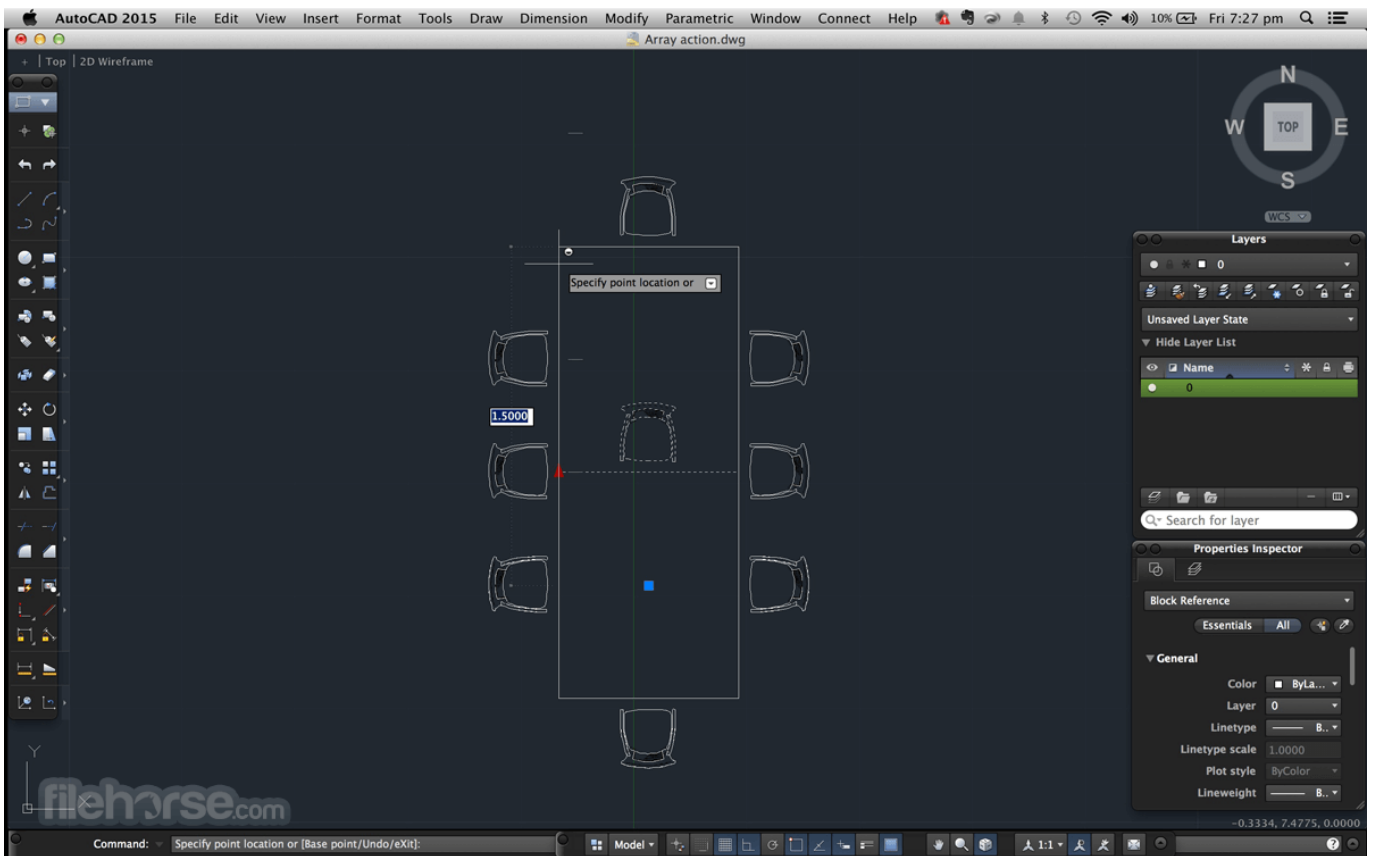 AutoCAD 2015 File Edit View Insert Format Tools Draw Dimension Modify Parametric Window Connect Help 10% Fri 7:27 pm
Array action.dwg
+ | Top | 2D Wireframe
N
W TOP E
S
WCS
Specify point location or
1.5000
Layers
0
Unsaved Layer State
Hide Layer List
Name
0
Search for layer
Properties Inspector
Block Reference
Essentials All
General
Color ByLa...
Layer 0
Linetype B..
Linetype scale 1.0000
Plot style ByColor
Lineweight B..
Y
X
filehorse.com
-0.3334, 7.4775, 0.0000
Command: Specify point location or [Base point/Undo/eXit]: Model 1:1 ?